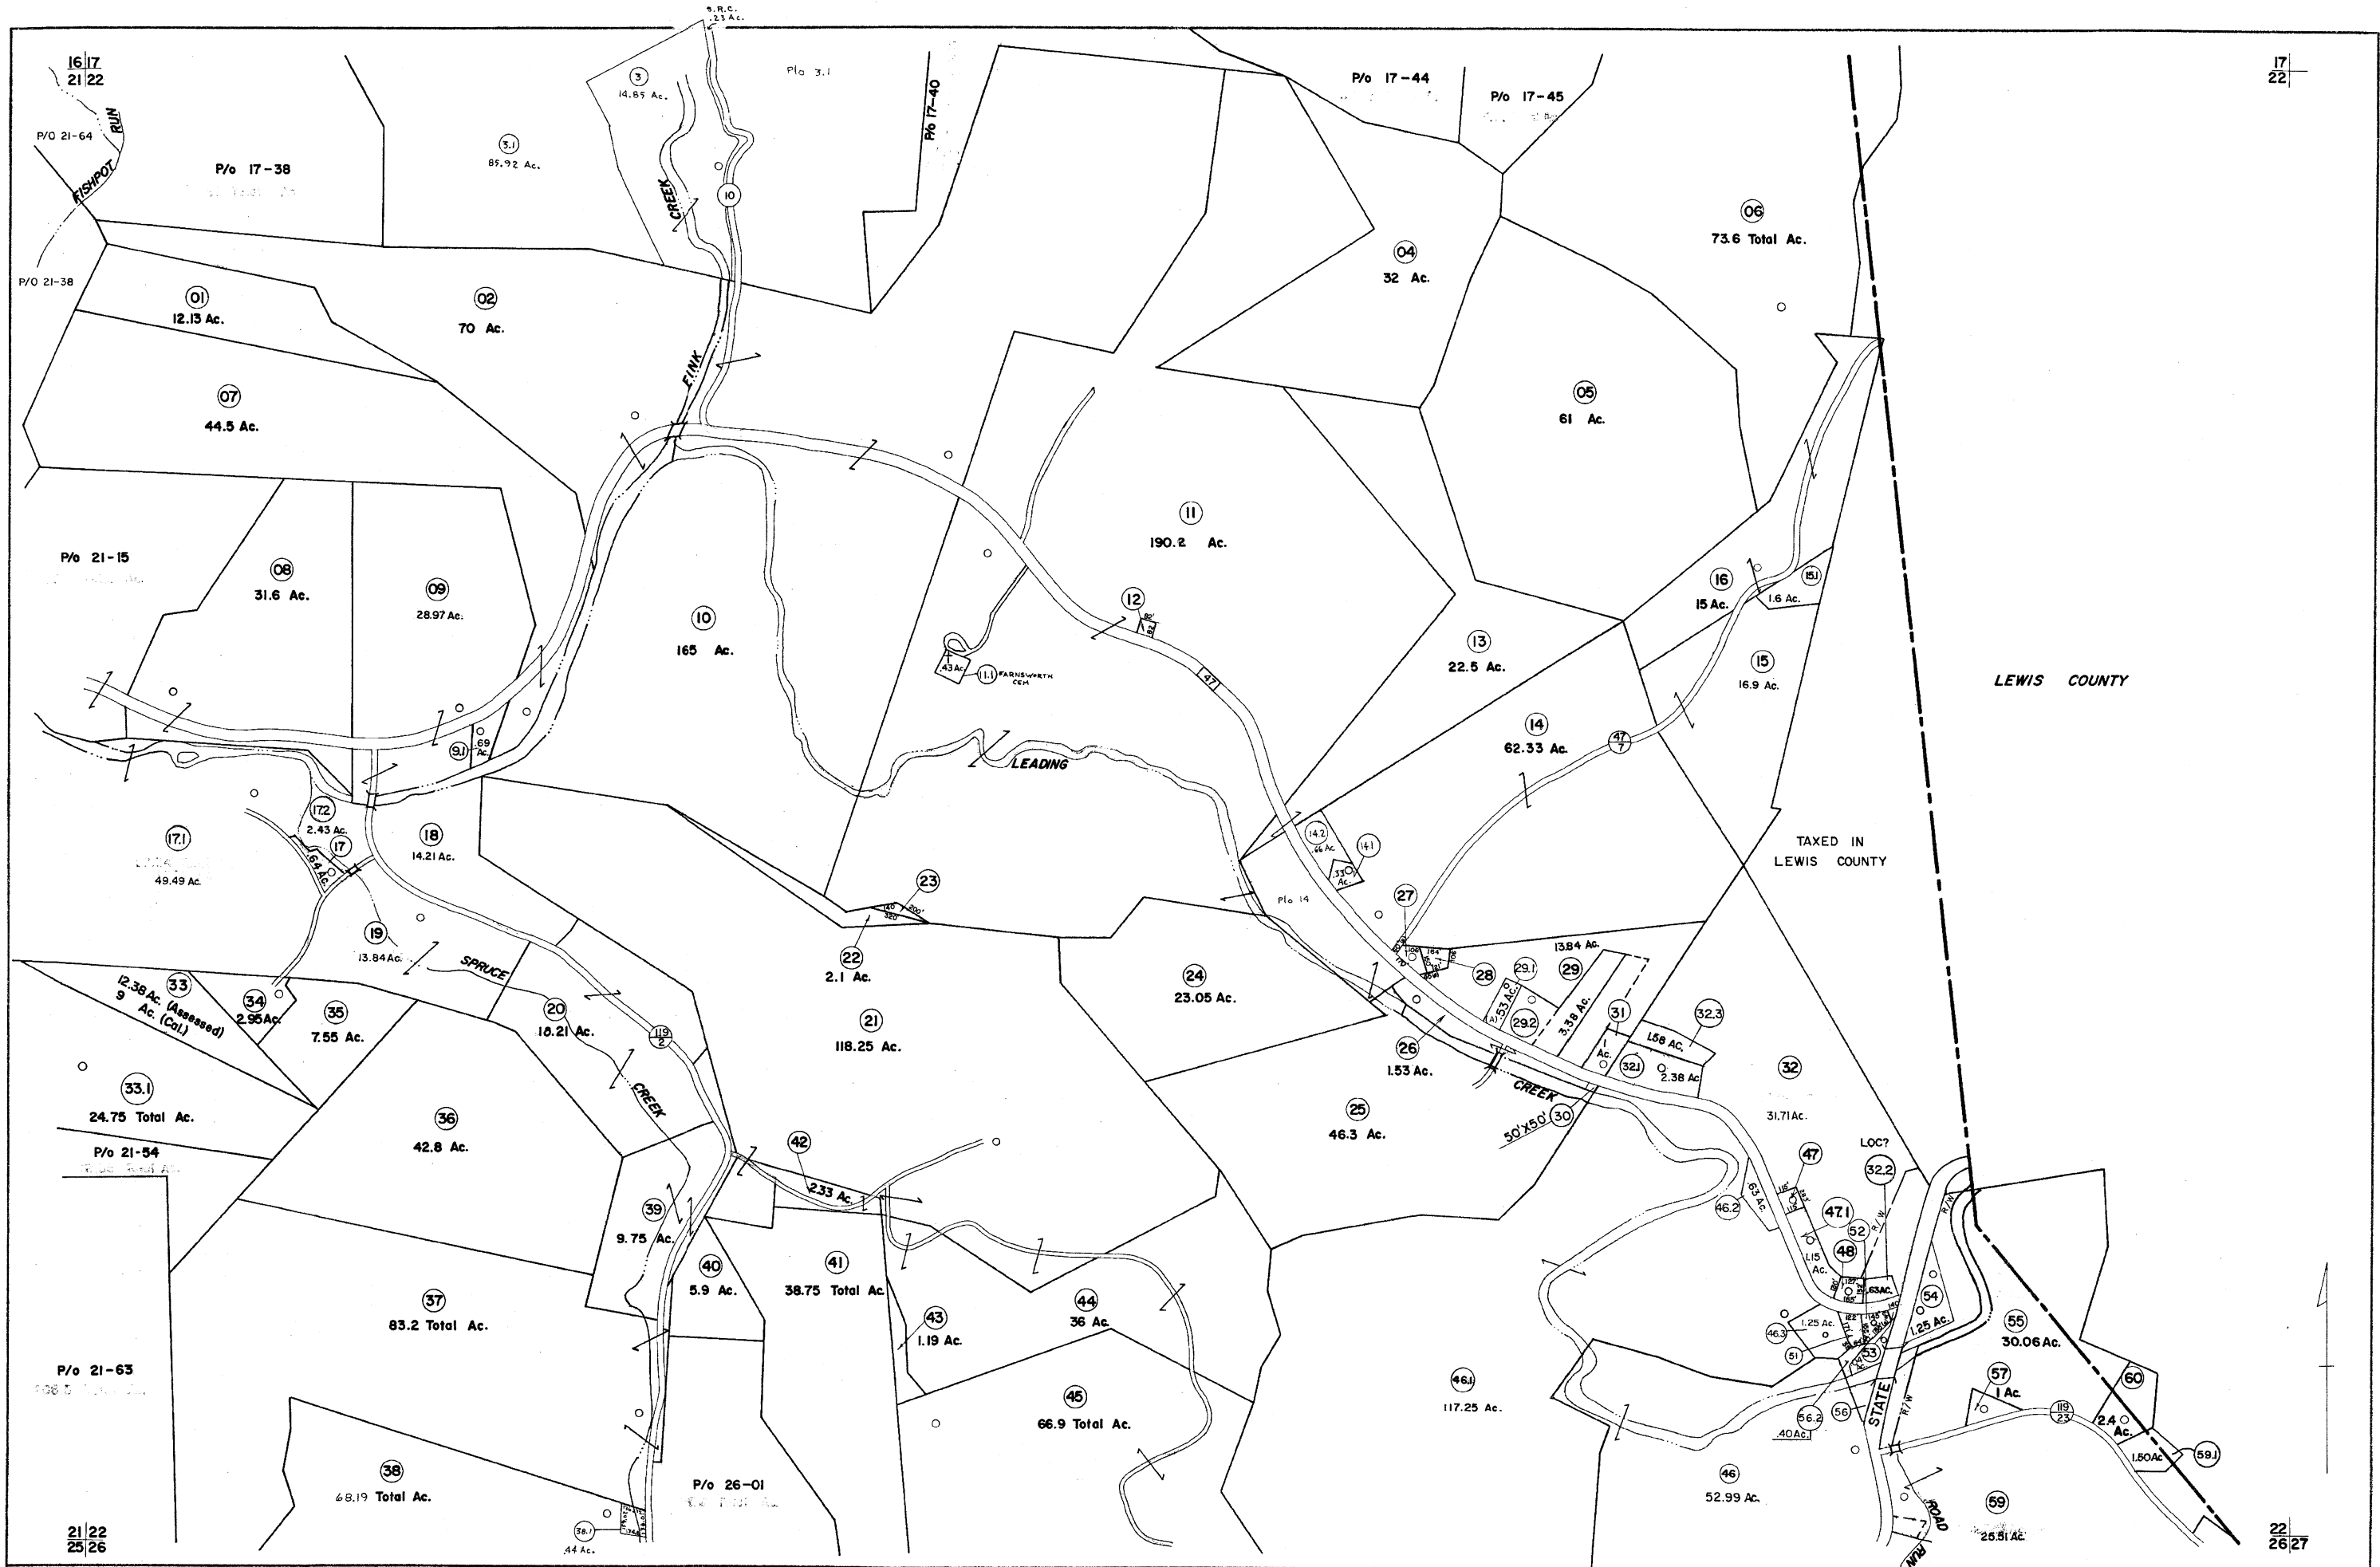 S.R.C.
.23 Ac.
16|17
21|22
17
22
P/O 21-64
FISHPOT RUN
P/O 21-38
P/o 17-38
3.1
85.92 Ac.
3
14.85 Ac.
P/o 3.1
CREEK
10
P/o 17-40
P/o 17-44
P/o 17-45
06
73.6 Total Ac.
04
32 Ac.
01
12.13 Ac.
02
70 Ac.
FINK
07
44.5 Ac.
05
61 Ac.
11
190.2 Ac.
P/o 21-15
08
31.6 Ac.
09
28.97 Ac.
10
165 Ac.
12
82'
.43 Ac.
11.1
FARNSWORTH
CEM
47
13
22.5 Ac.
16
15 Ac.
15.1
1.6 Ac.
15
16.9 Ac.
LEWIS COUNTY
14
62.33 Ac.
47
7
9.1
.69
Ac.
LEADING
17.2
2.43 Ac.
17.1
49.49 Ac.
17
.64 Ac.
18
14.21 Ac.
14.2
.66 Ac
14.1
.33
Ac.
TAXED IN
LEWIS COUNTY
23
140
200'
320'
22
2.1 Ac.
P/o 14
27
28
19
13.84 Ac.
SPRUCE
33
12.38 Ac. (Assessed)
9 Ac. (Cal.)
34
2.95 Ac.
35
7.55 Ac.
20
18.21 Ac.
119
2
21
118.25 Ac.
24
23.05 Ac.
13.84 Ac.
29
29.1
.53 Ac.
(A)
29.2
3.38 Ac.
31
Ac.
32.3
1.58 Ac.
32.1
2.38 Ac
26
1.53 Ac.
CREEK
30
50'X50'
32
31.71 Ac.
33.1
24.75 Total Ac.
P/o 21-54
36
42.8 Ac.
CREEK
25
46.3 Ac.
42
2.33 Ac.
LOC?
32.2
47
115'
46.2
.63 Ac.
47.1
1.15
Ac.
52
48
R/W
R/W
.63 AC.
39
9.75 Ac.
40
5.9 Ac.
41
38.75 Total Ac.
43
1.19 Ac.
44
36 Ac.
54
1.25 Ac.
46.3
1.25 Ac.
51
53
55
30.06 Ac.
37
83.2 Total Ac.
P/o 21-63
45
66.9 Total Ac.
46.1
117.25 Ac.
STATE
R/W
56.2
.40 Ac.
56
57
1 Ac.
119
23
60
2.4
Ac.
1.50 Ac
59.1
38
68.19 Total Ac.
P/o 26-01
46
52.99 Ac.
59
25.51 Ac.
ROAD
RUN
38.1
.44 Ac.
21|22
25|26
22
26|27